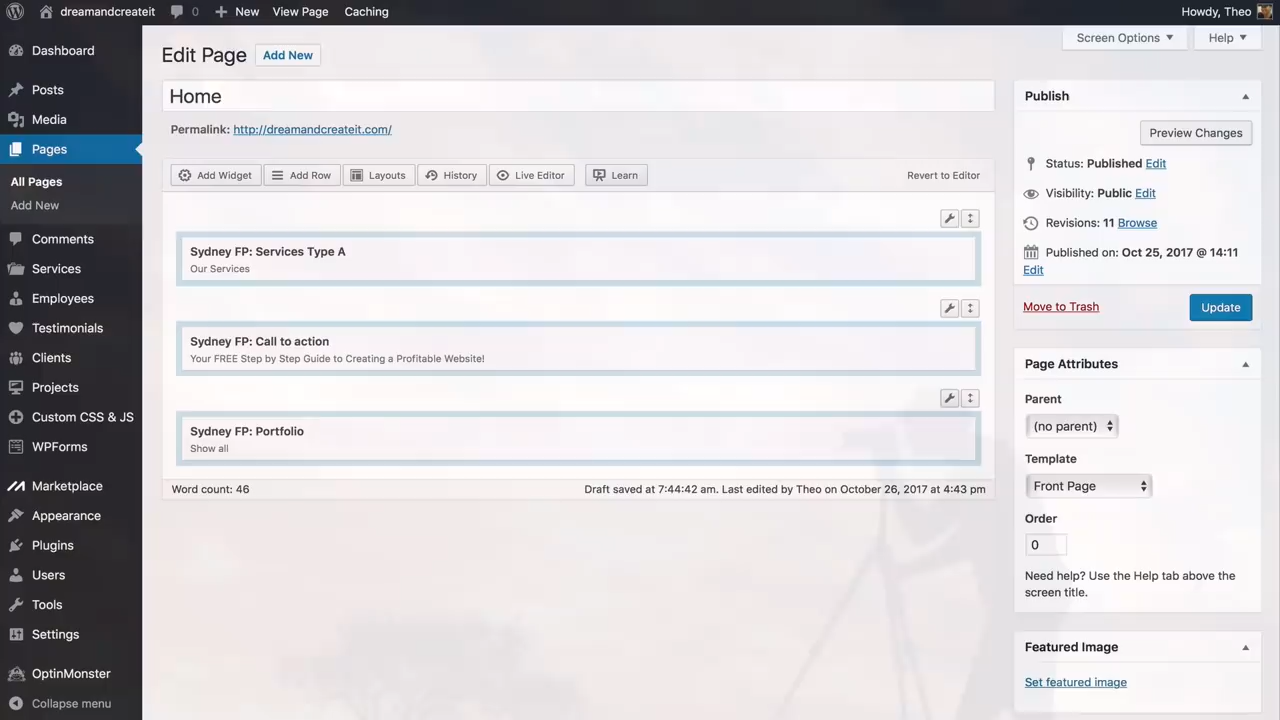 dreamandcreateit 0 New View Page Caching Howdy, Theo
Dashboard
Posts
Media
Pages
All Pages
Add New
Comments
Services
Employees
Testimonials
Clients
Projects
Custom CSS & JS
WPForms
Marketplace
Appearance
Plugins
Users
Tools
Settings
OptinMonster
Collapse menu
Screen Options Help
Edit Page Add New
Home
Permalink: http://dreamandcreateit.com/
Add Widget Add Row Layouts History Live Editor Learn Revert to Editor
Sydney FP: Services Type A
Our Services
Sydney FP: Call to action
Your FREE Step by Step Guide to Creating a Profitable Website!
Sydney FP: Portfolio
Show all
Word count: 46 Draft saved at 7:44:42 am. Last edited by Theo on October 26, 2017 at 4:43 pm
Publish
Preview Changes
Status: Published Edit
Visibility: Public Edit
Revisions: 11 Browse
Published on: Oct 25, 2017 @ 14:11
Edit
Move to Trash Update
Page Attributes
Parent
(no parent)
Template
Front Page
Order
0
Need help? Use the Help tab above the
screen title.
Featured Image
Set featured image